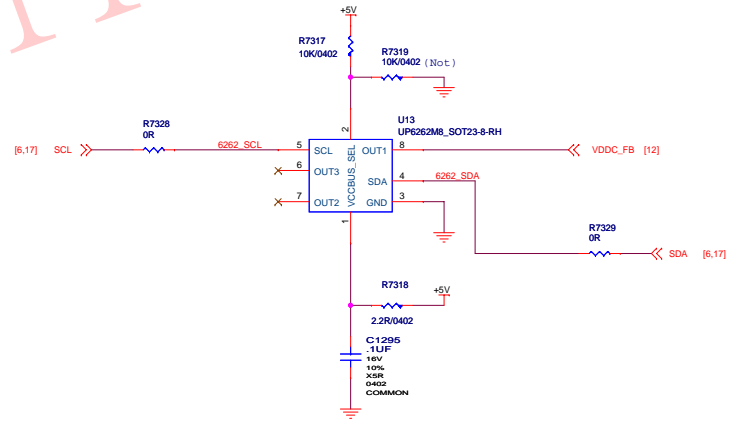 +5V
R7317
10K/0402
R7319
10K/0402 (Not)
U13
UP6262M8_SOT23-8-RH
R7328
0R
[6,17] SCL
6262_SCL
5
SCL
6
OUT3
7
OUT2
2
VCCBUS_SEL
1
OUT1
8
VDDC_FB [12]
SDA
4
6262_SDA
GND
3
R7329
0R
SDA [6,17]
R7318
2.2R/0402
+5V
C1295
.1UF
16V
10%
X5R
0402
COMMON